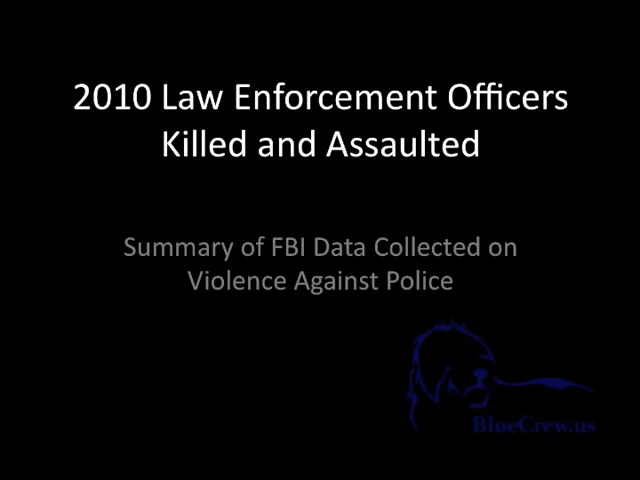 2010 Law Enforcement Officers
Killed and Assaulted
Summary of FBI Data Collected on
Violence Against Police
BlueCrew.us